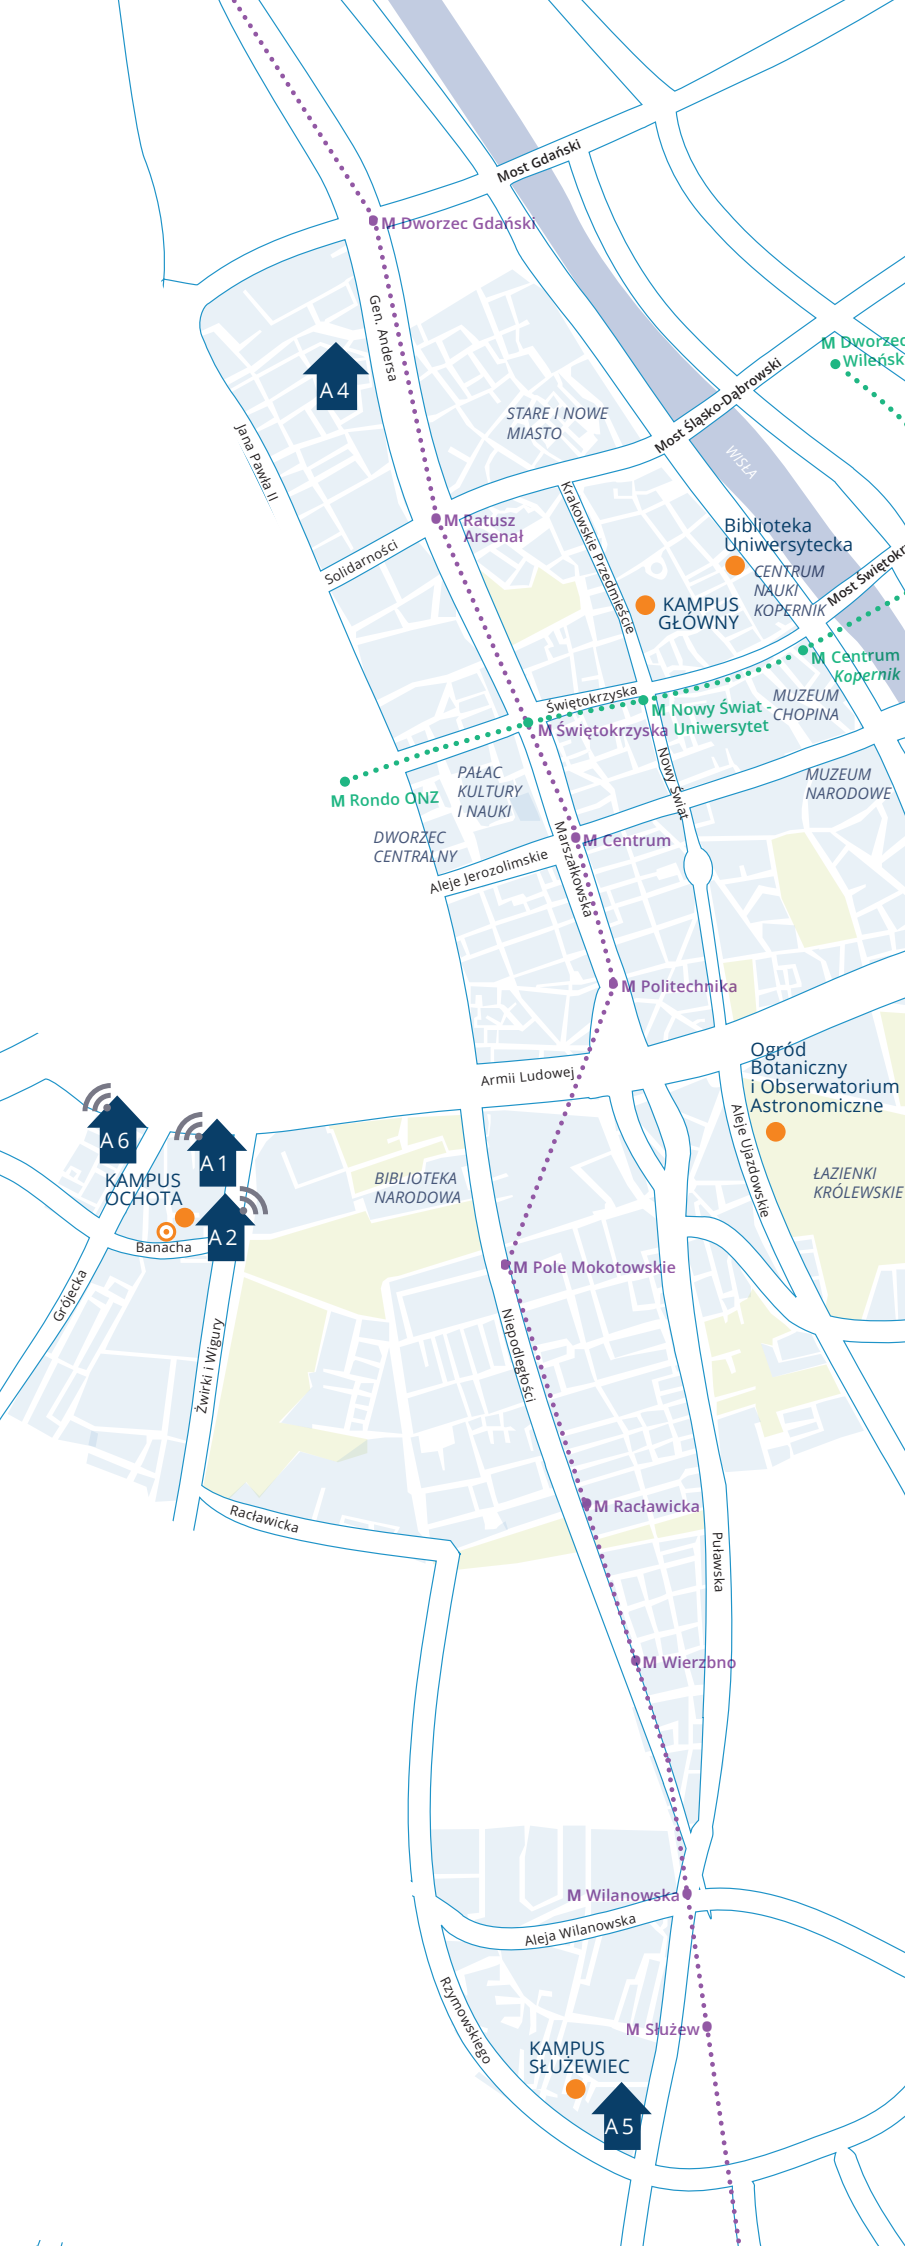 Most Gdański
M Dworzec Gdański
Gen. Andersa
M Dworzec
Wileńsk
A 4
Most Śląsko-Dąbrowski
STARE I NOWE
MIASTO
Jana Pawła II
WISŁA
Krakowskie Przedmieście
M Ratusz
Arsenał
Biblioteka
Uniwersytecka
Solidarności
CENTRUM
NAUKI
KOPERNIK
Most Świętokr
KAMPUS
GŁÓWNY
M Centrum
Kopernik
Świętokrzyska
MUZEUM
CHOPINA
M Nowy Świat -
Uniwersytet
M Świętokrzyska
Nowy Świat
PAŁAC
KULTURY
I NAUKI
MUZEUM
NARODOWE
M Rondo ONZ
DWORZEC
CENTRALNY
Marszałkowska
M Centrum
Aleje Jerozolimskie
M Politechnika
Armii Ludowej
Ogród
Botaniczny
i Obserwatorium
Astronomiczne
Aleje Ujazdowskie
A 6
A 1
KAMPUS
OCHOTA
BIBLIOTEKA
NARODOWA
ŁAZIENKI
KRÓLEWSKIE
A 2
Banacha
M Pole Mokotowskie
Grójecka
Żwirki i Wigury
Niepodległości
M Racławicka
Racławicka
Puławska
M Wierzbno
M Wilanowska
Aleja Wilanowska
Rzymowskiego
M Służew
KAMPUS
SŁUŻEWIEC
A 5